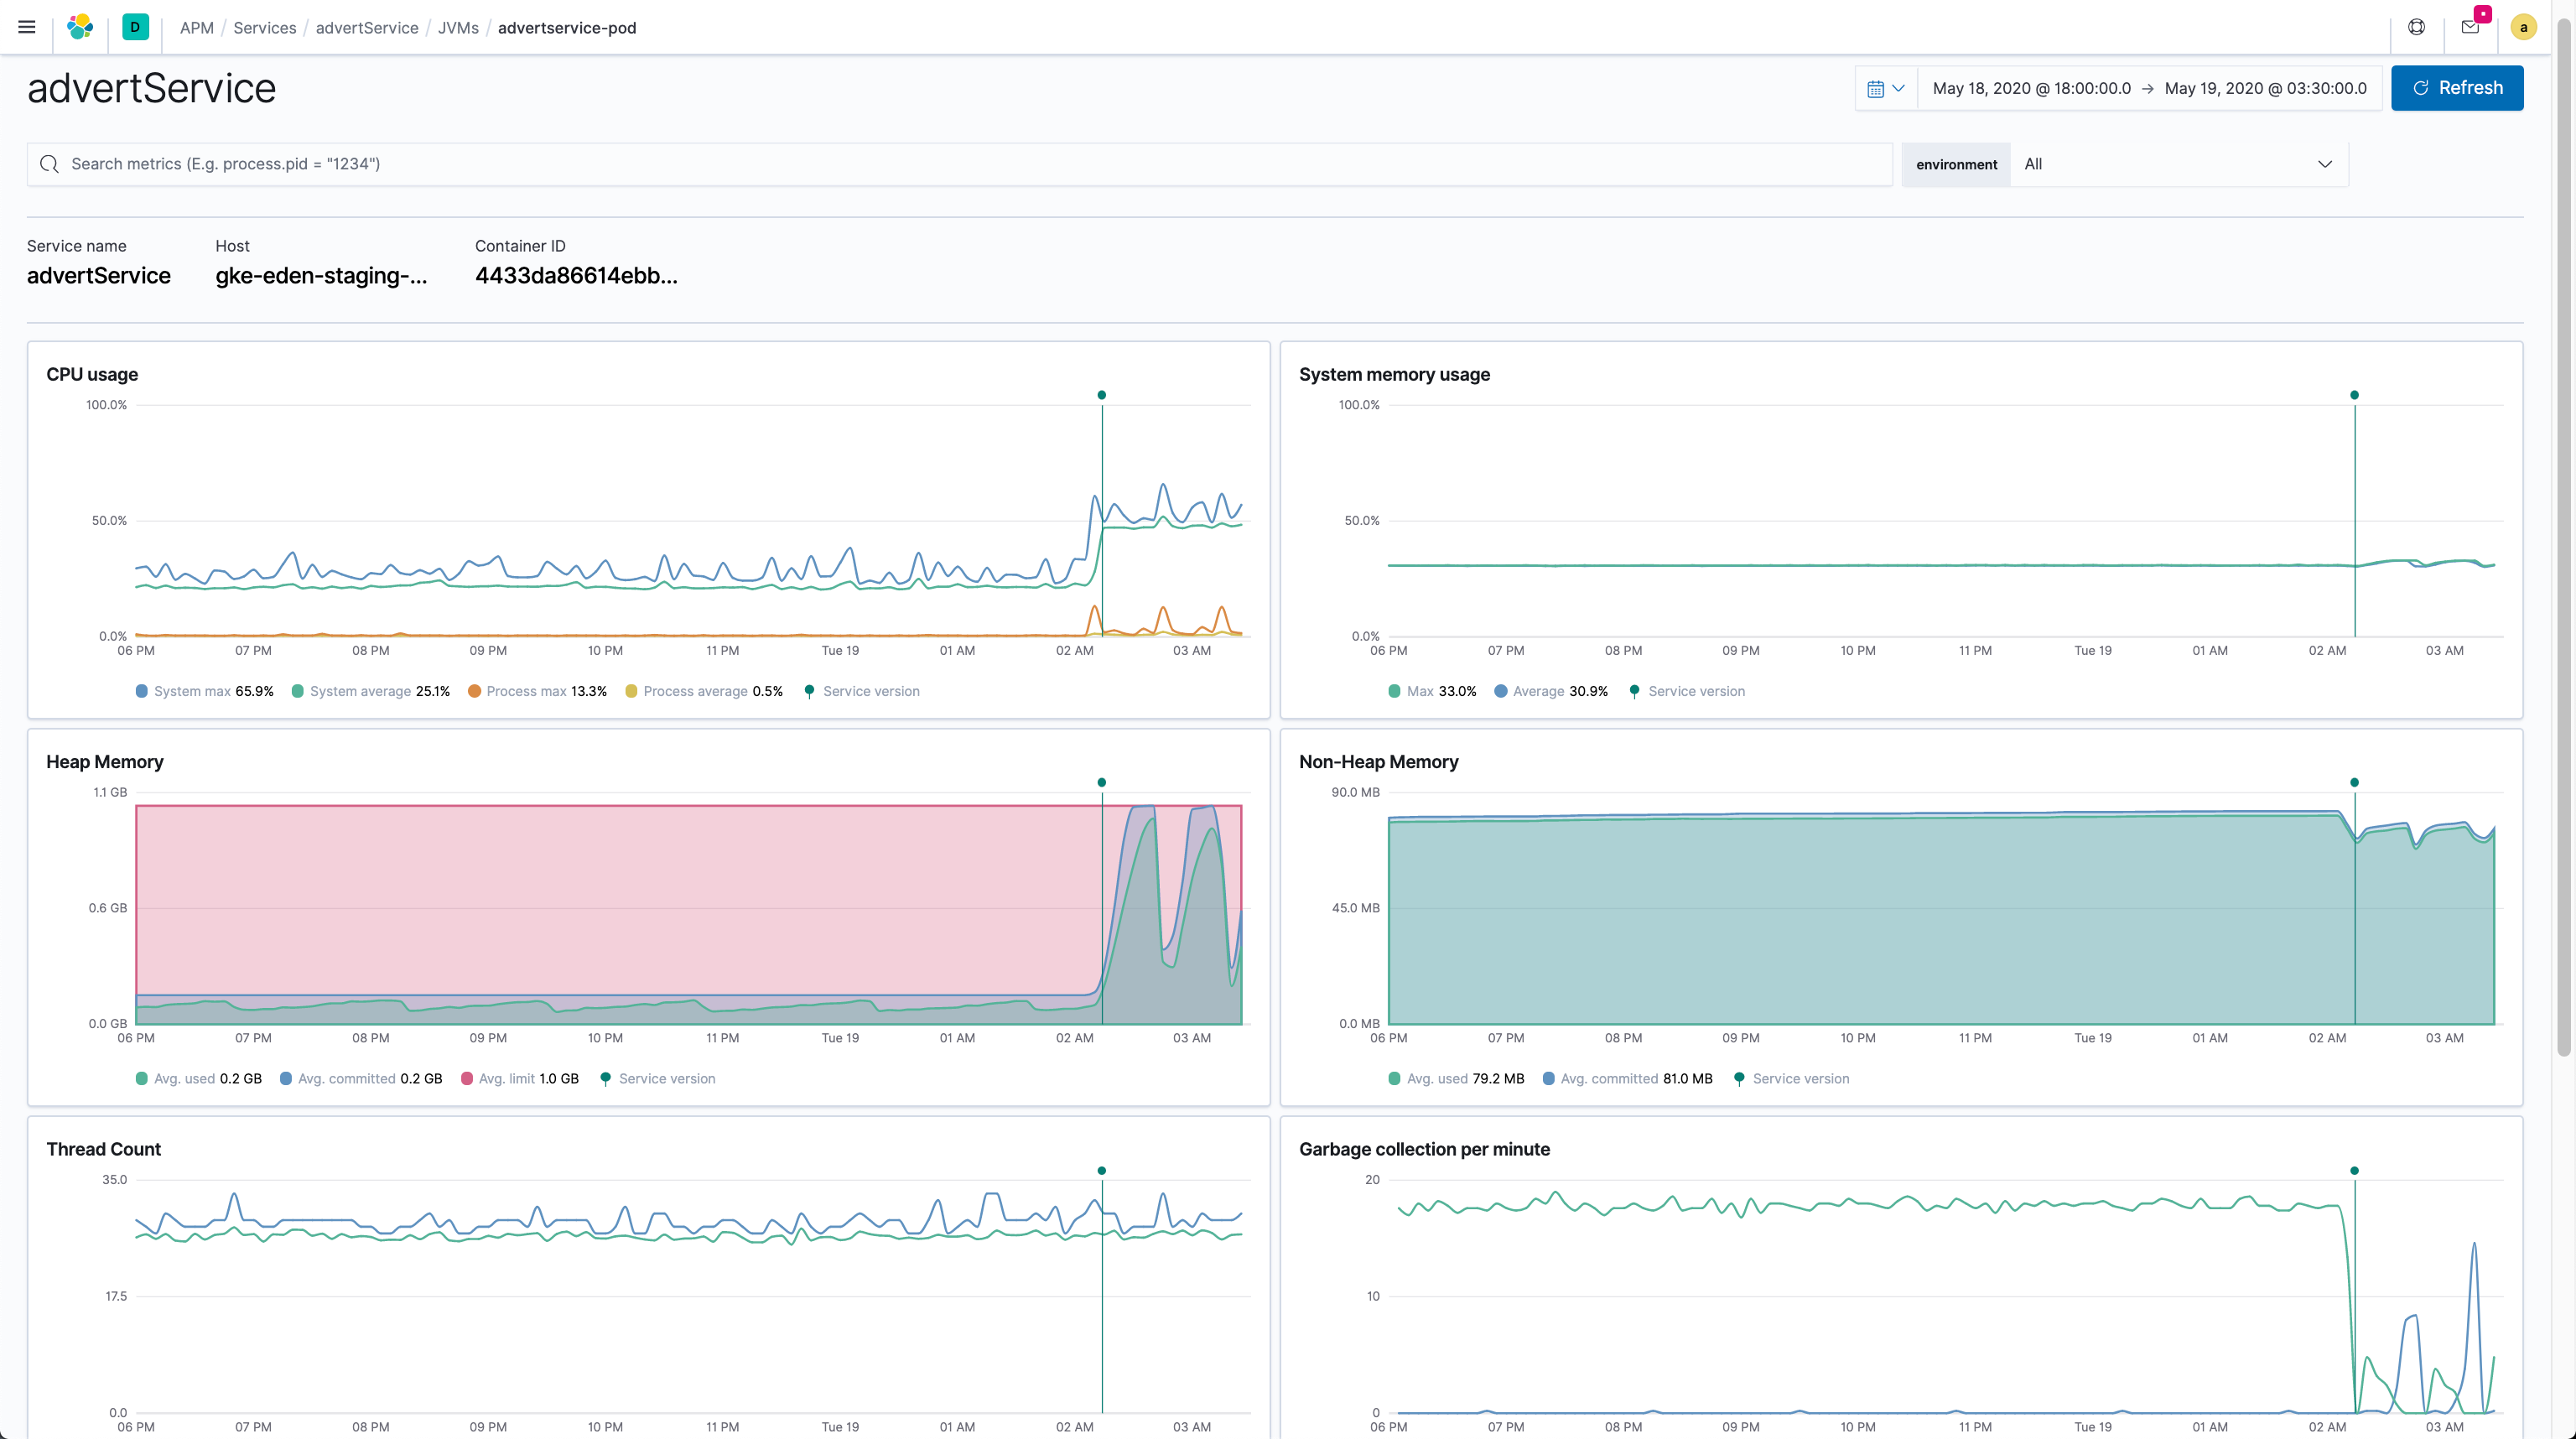 D APM / Services / advertService / JVMs / advertservice-pod a
advertService
May 18, 2020 @ 18:00:00.0 → May 19, 2020 @ 03:30:00.0 Refresh
Search metrics (E.g. process.pid = "1234") environment All
Service name Host Container ID
advertService gke-eden-staging-... 4433da86614ebb...
CPU usage
100.0%
50.0%
0.0%
06 PM 07 PM 08 PM 09 PM 10 PM 11 PM Tue 19 01 AM 02 AM 03 AM
System max 65.9% System average 25.1% Process max 13.3% Process average 0.5% Service version
System memory usage
100.0%
50.0%
0.0%
06 PM 07 PM 08 PM 09 PM 10 PM 11 PM Tue 19 01 AM 02 AM 03 AM
Max 33.0% Average 30.9% Service version
Heap Memory
1.1 GB
0.6 GB
0.0 GB
06 PM 07 PM 08 PM 09 PM 10 PM 11 PM Tue 19 01 AM 02 AM 03 AM
Avg. used 0.2 GB Avg. committed 0.2 GB Avg. limit 1.0 GB Service version
Non-Heap Memory
90.0 MB
45.0 MB
0.0 MB
06 PM 07 PM 08 PM 09 PM 10 PM 11 PM Tue 19 01 AM 02 AM 03 AM
Avg. used 79.2 MB Avg. committed 81.0 MB Service version
Thread Count
35.0
17.5
0.0
06 PM 07 PM 08 PM 09 PM 10 PM 11 PM Tue 19 01 AM 02 AM 03 AM
Garbage collection per minute
20
10
0
06 PM 07 PM 08 PM 09 PM 10 PM 11 PM Tue 19 01 AM 02 AM 03 AM